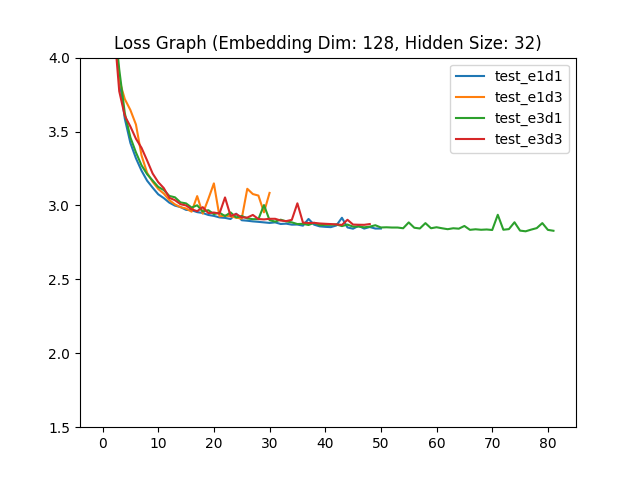 Loss Graph (Embedding Dim: 128, Hidden Size: 32)
test_e1d1
test_e1d3
test_e3d1
test_e3d3
4.0
3.5
3.0
2.5
2.0
1.5
0 10 20 30 40 50 60 70 80